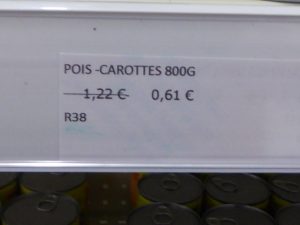 POIS -CAROTTES 800G
1,22 € 0,61 €
R38